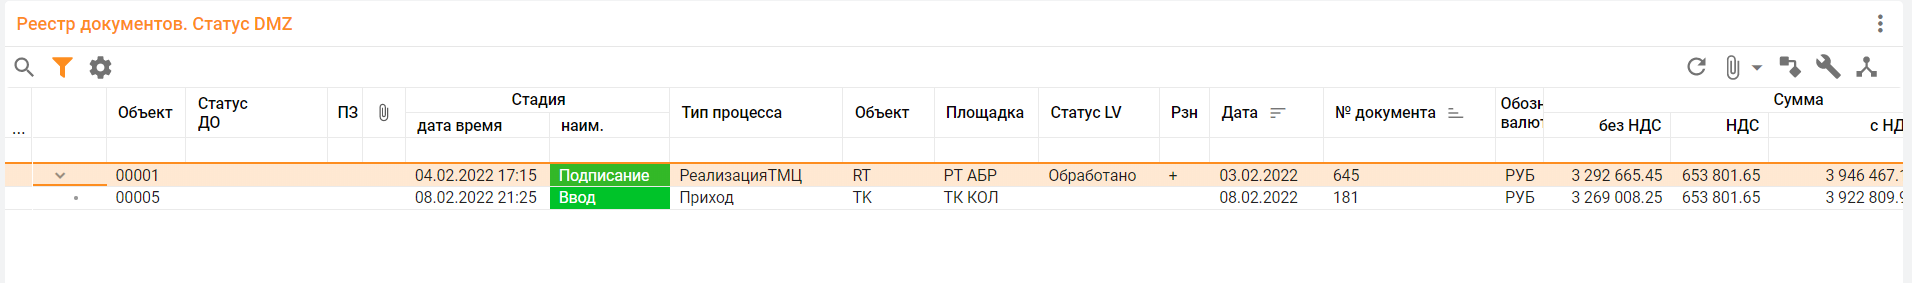 Реестр документов. Статус DMZ
... Объект Статус ДО ПЗ Стадия Тип процесса Объект Площадка Статус LV Рзн Дата № документа Обозн валют Сумма
дата время наим. без НДС НДС с НД
00001 04.02.2022 17:15 Подписание РеализацияТМЦ RT РТ АБР Обработано + 03.02.2022 645 РУБ 3 292 665.45 653 801.65 3 946 467.1
00005 08.02.2022 21:25 Ввод Приход TK ТК КОЛ 08.02.2022 181 РУБ 3 269 008.25 653 801.65 3 922 809.9